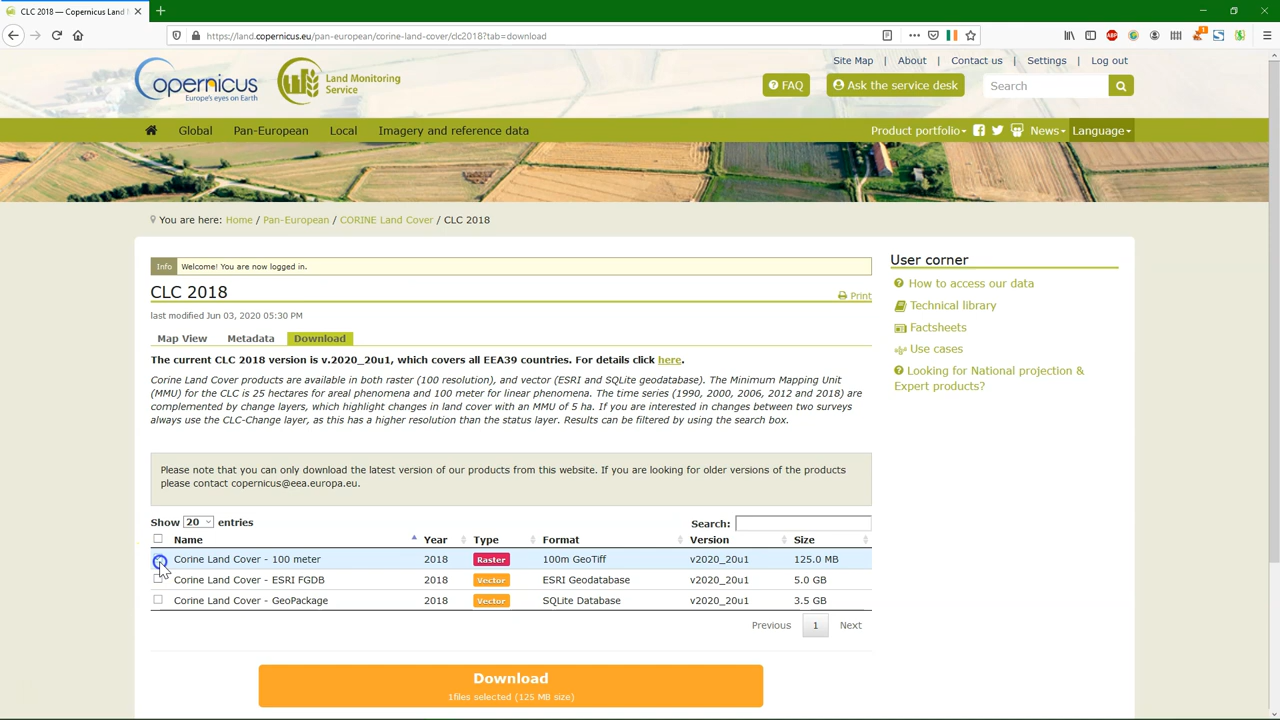 CLC 2018 — Copernicus Land M
https://land.copernicus.eu/pan-european/corine-land-cover/clc2018?tab=download
Site Map | About | Contact us | Settings | Log out
opernicus
Europe's eyes on Earth
Land Monitoring
Service
FAQ
Ask the service desk
Search
Global
Pan-European
Local
Imagery and reference data
Product portfolio
News
Language
You are here: Home / Pan-European / CORINE Land Cover / CLC 2018
Info
Welcome! You are now logged in.
CLC 2018
Print
last modified Jun 03, 2020 05:30 PM
Map View
Metadata
Download
The current CLC 2018 version is v.2020_20u1, which covers all EEA39 countries. For details click here.
Corine Land Cover products are available in both raster (100 resolution), and vector (ESRI and SQLite geodatabase). The Minimum Mapping Unit
(MMU) for the CLC is 25 hectares for areal phenomena and 100 meter for linear phenomena. The time series (1990, 2000, 2006, 2012 and 2018) are
complemented by change layers, which highlight changes in land cover with an MMU of 5 ha. If you are interested in changes between two surveys
always use the CLC-Change layer, as this has a higher resolution than the status layer. Results can be filtered by using the search box.
Please note that you can only download the latest version of our products from this website. If you are looking for older versions of the products
please contact copernicus@eea.europa.eu.
Show 20 entries
Search:
Name Year Type Format Version Size
Corine Land Cover - 100 meter 2018 Raster 100m GeoTiff v2020_20u1 125.0 MB
Corine Land Cover - ESRI FGDB 2018 Vector ESRI Geodatabase v2020_20u1 5.0 GB
Corine Land Cover - GeoPackage 2018 Vector SQLite Database v2020_20u1 3.5 GB
Previous 1 Next
Download
1files selected (125 MB size)
User corner
How to access our data
Technical library
Factsheets
Use cases
Looking for National projection &
Expert products?